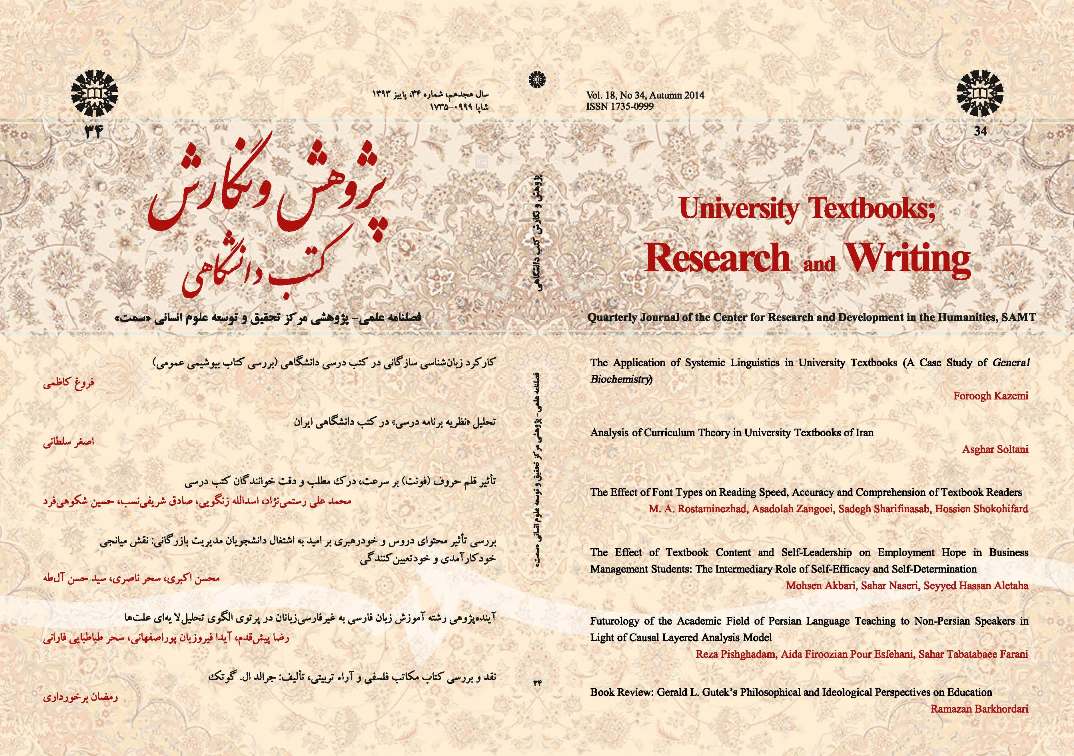 سال هجدهم، شماره ۳۴، پاییز ۱۳۹۳
شاپا ۰۹۹۹-۱۷۳۵
۳۴
پژوهش و نگارش
کتب دانشگاهی
فصلنامه علمی- پژوهشی مرکز تحقیق و توسعه علوم انسانی «سمت»
کارکرد زبان‌شناسی سازگانی در کتب درسی دانشگاهی (بررسی کتاب بیوشیمی عمومی)
فروغ کاظمی
تحلیل «نظریه برنامه درسی» در کتب دانشگاهی ایران
اصغر سلطانی
تأثیر قلم حروف (فونت) بر سرعت، درک مطلب و دقت خوانندگان کتب درسی
محمد علی رستمی‌نژاد، اسدالله زنگویی، صادق شریفی‌نسب، حسین شکوهی‌فرد
بررسی تأثیر محتوای دروس و خودرهبری بر امید به اشتغال دانشجویان مدیریت بازرگانی: نقش میانجی
خودکارآمدی و خودتعیین‌کنندگی
محسن اکبری، سحر ناصری، سید حسن آل‌طه
آینده‌پژوهی رشته آموزش زبان فارسی به غیرفارسی‌زبانان در پرتوی الگوی تحلیل لایه‌ای علت‌ها
رضا پیش‌قدم، آیدا فیروزیان پوراصفهانی، سحر طباطبایی فارانی
نقد و بررسی کتاب مکاتب فلسفی و آراء تربیتی، تألیف: جرالد ال. گوتک
رمضان برخورداری
پژوهش و نگارش کتب دانشگاهی
فصلنامه علمی- پژوهشی مرکز تحقیق و توسعه علوم انسانی «سمت»
۳۴
Vol. 18, No 34, Autumn 2014
ISSN 1735-0999
34
University Textbooks;
Research and Writing
Quarterly Journal of the Center for Research and Development in the Humanities, SAMT
The Application of Systemic Linguistics in University Textbooks (A Case Study of General
Biochemistry)
Foroogh Kazemi
Analysis of Curriculum Theory in University Textbooks of Iran
Asghar Soltani
The Effect of Font Types on Reading Speed, Accuracy and Comprehension of Textbook Readers
M. A. Rostaminezhad, Asadolah Zangoei, Sadegh Sharifinasab, Hossien Shokohifard
The Effect of Textbook Content and Self-Leadership on Employment Hope in Business
Management Students: The Intermediary Role of Self-Efficacy and Self-Determination
Mohsen Akbari, Sahar Naseri, Seyyed Hassan Aletaha
Futurology of the Academic Field of Persian Language Teaching to Non-Persian Speakers in
Light of Causal Layered Analysis Model
Reza Pishghadam, Aida Firoozian Pour Esfehani, Sahar Tabatabaee Farani
Book Review: Gerald L. Gutek's Philosophical and Ideological Perspectives on Education
Ramazan Barkhordari